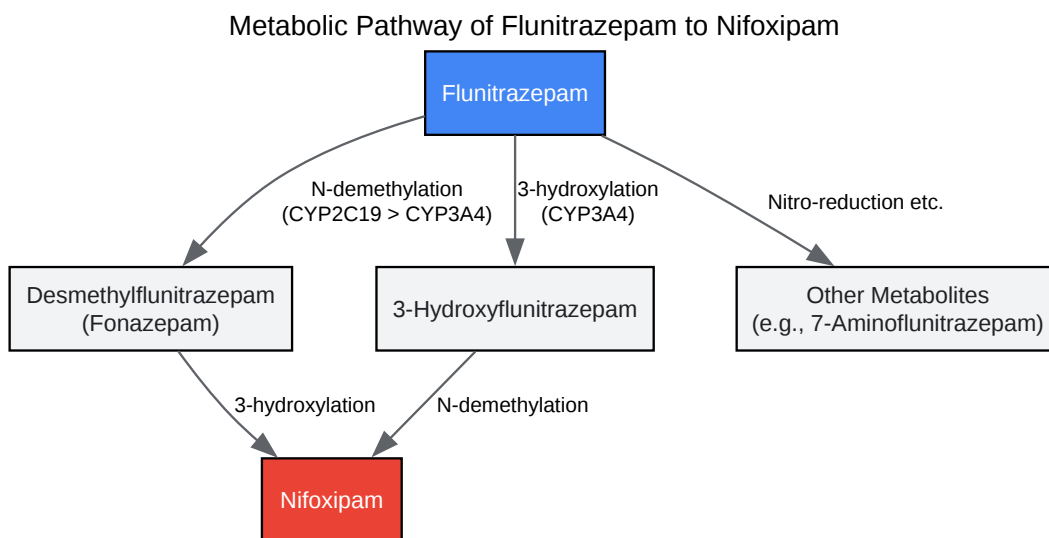 Metabolic Pathway of Flunitrazepam to Nifoxipam
Flunitrazepam
N-demethylation
(CYP2C19 > CYP3A4)
3-hydroxylation
(CYP3A4)
Nitro-reduction etc.
Desmethylflunitrazepam
(Fonazepam)
3-Hydroxyflunitrazepam
Other Metabolites
(e.g., 7-Aminoflunitrazepam)
3-hydroxylation
N-demethylation
Nifoxipam